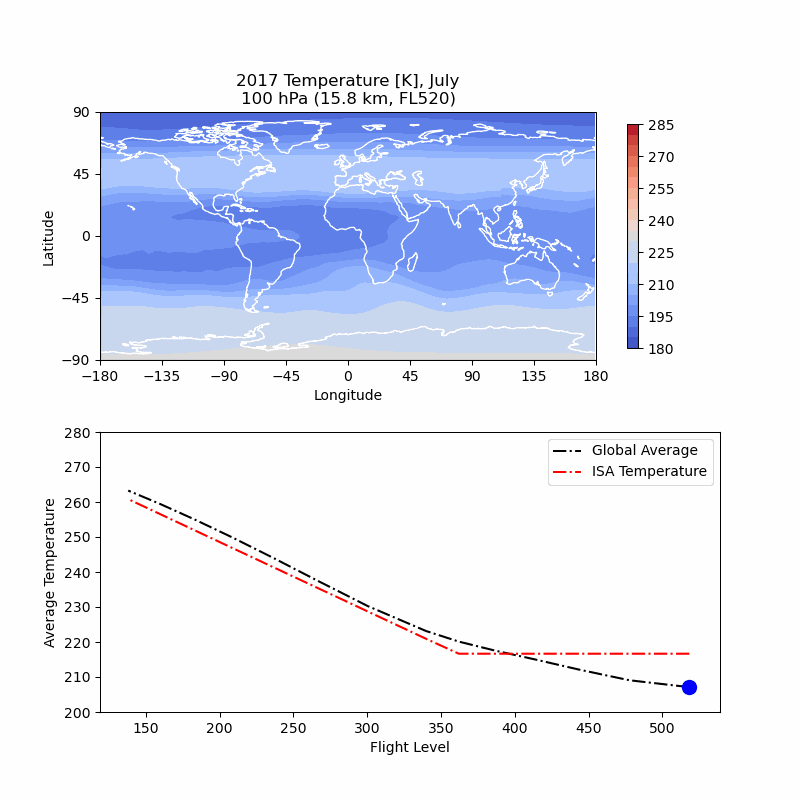 2017 Temperature [K], July
100 hPa (15.8 km, FL520)
90
45
0
−45
−90
Latitude
−180 −135 −90 −45 0 45 90 135 180
Longitude
285
270
255
240
225
210
195
180
280
270
260
250
240
230
220
210
200
Average Temperature
Global Average
ISA Temperature
150 200 250 300 350 400 450 500
Flight Level